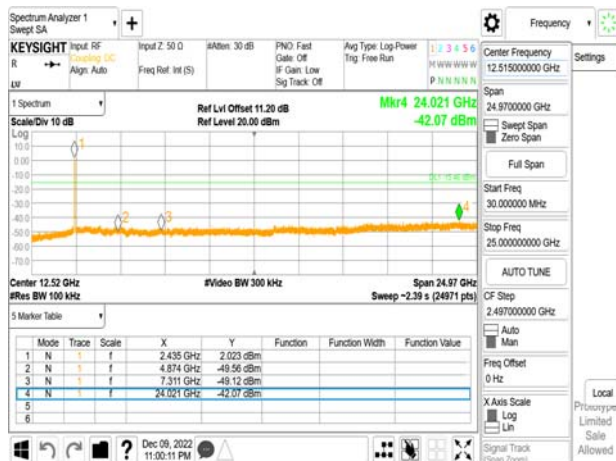 Spectrum Analyzer 1
Swept SA
Frequency
KEYSIGHT
Input: RF
Coupling: DC
Align: Auto
Input Z: 50 Ω
Freq Ref: Int (S)
#Atten: 30 dB
PNO: Fast
Gate: Off
IF Gain: Low
Sig Track: Off
Avg Type: Log-Power
Trig: Free Run
1 2 3 4 5 6
M W W W W W
P N N N N N
R
LVI
Center Frequency
12.515000000 GHz
Settings
1 Spectrum
Scale/Div 10 dB
Ref Lvl Offset 11.20 dB
Ref Level 20.00 dBm
Mkr4 24.021 GHz
-42.07 dBm
Log
10.0
0.00
-10.0
-20.0
-30.0
-40.0
-50.0
-60.0
-70.0
1
2
3
4
Span
24.9700000 GHz
Swept Span
Zero Span
Full Span
Start Freq
30.000000 MHz
Stop Freq
25.000000000 GHz
AUTO TUNE
Center 12.52 GHz
#Res BW 100 kHz
#Video BW 300 kHz
Span 24.97 GHz
Sweep ~2.39 s (24971 pts)
CF Step
2.497000000 GHz
Auto
Man
5 Marker Table
Mode Trace Scale X Y Function Function Width Function Value
1 N 1 f 2.435 GHz 2.023 dBm
2 N 1 f 4.874 GHz -49.56 dBm
3 N 1 f 7.311 GHz -49.12 dBm
4 N 1 f 24.021 GHz -42.07 dBm
5
6
Freq Offset
0 Hz
X Axis Scale
Log
Lin
Local
Prototype
Limited
Sale
Allowed
Signal Track
(Span Zoom)
?
Dec 09, 2022
11:00:11 PM